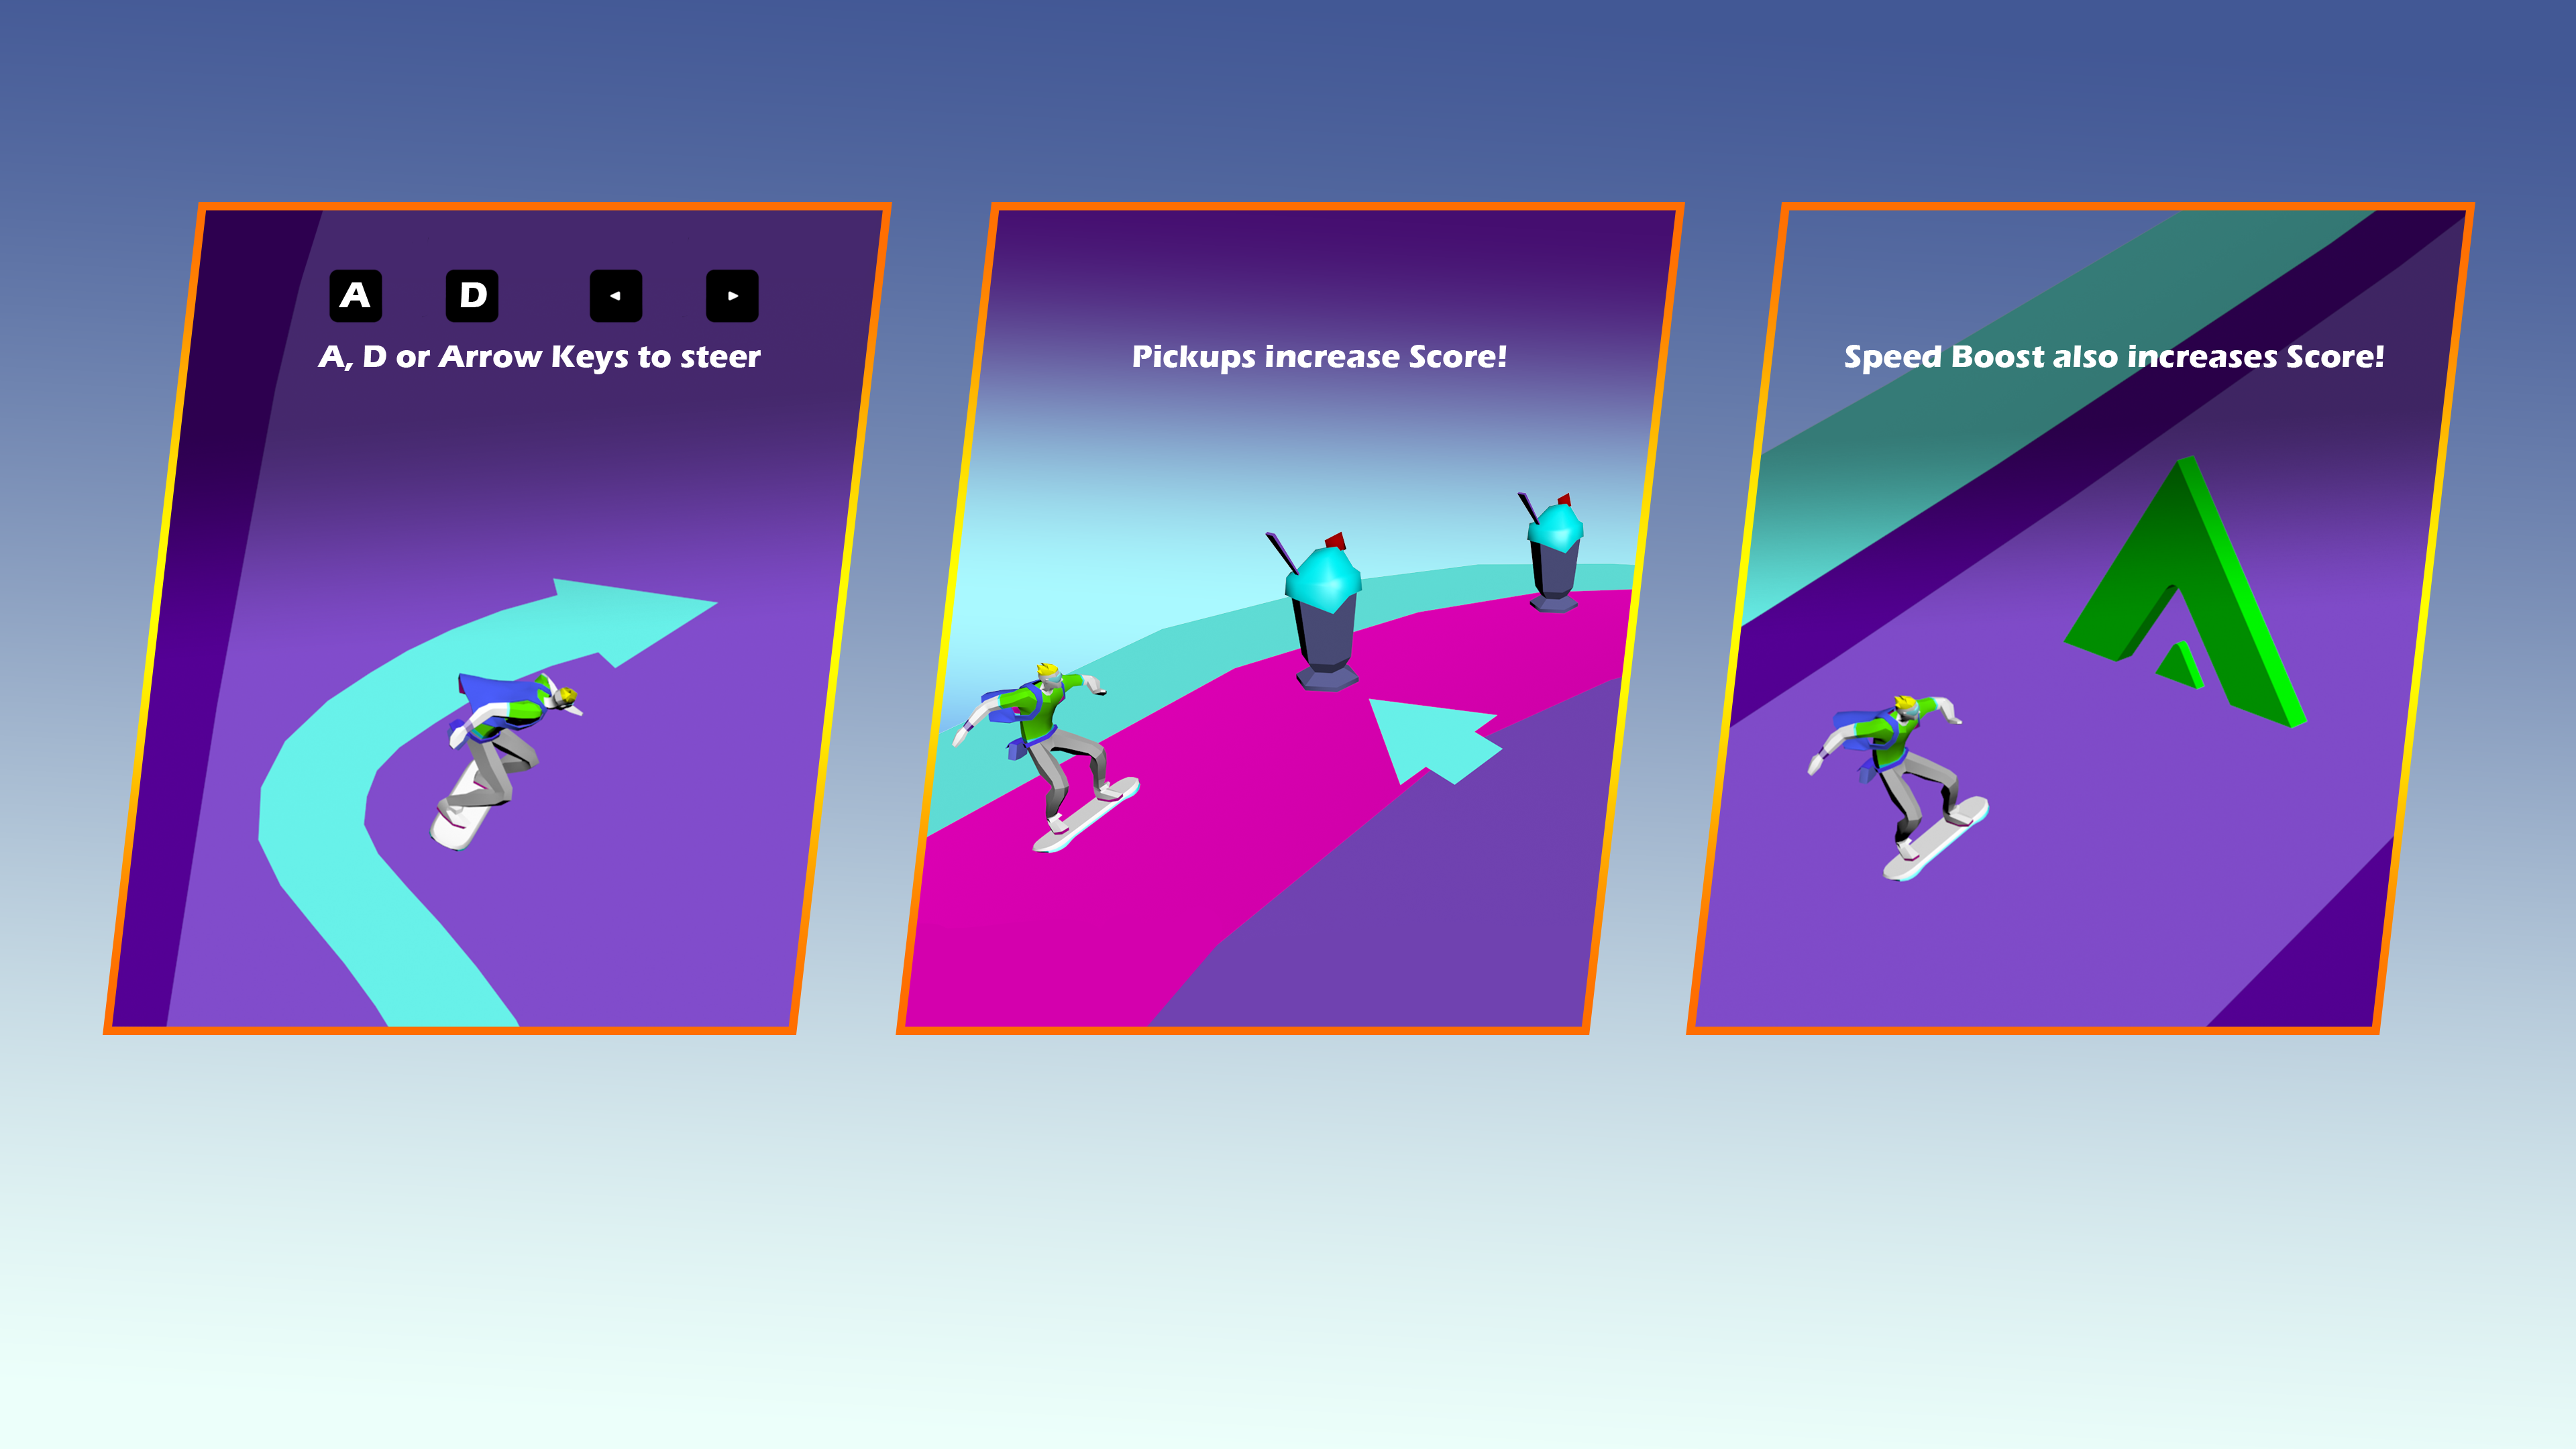 A D ◂ ▸
A, D or Arrow Keys to steer
Pickups increase Score!
Speed Boost also increases Score!